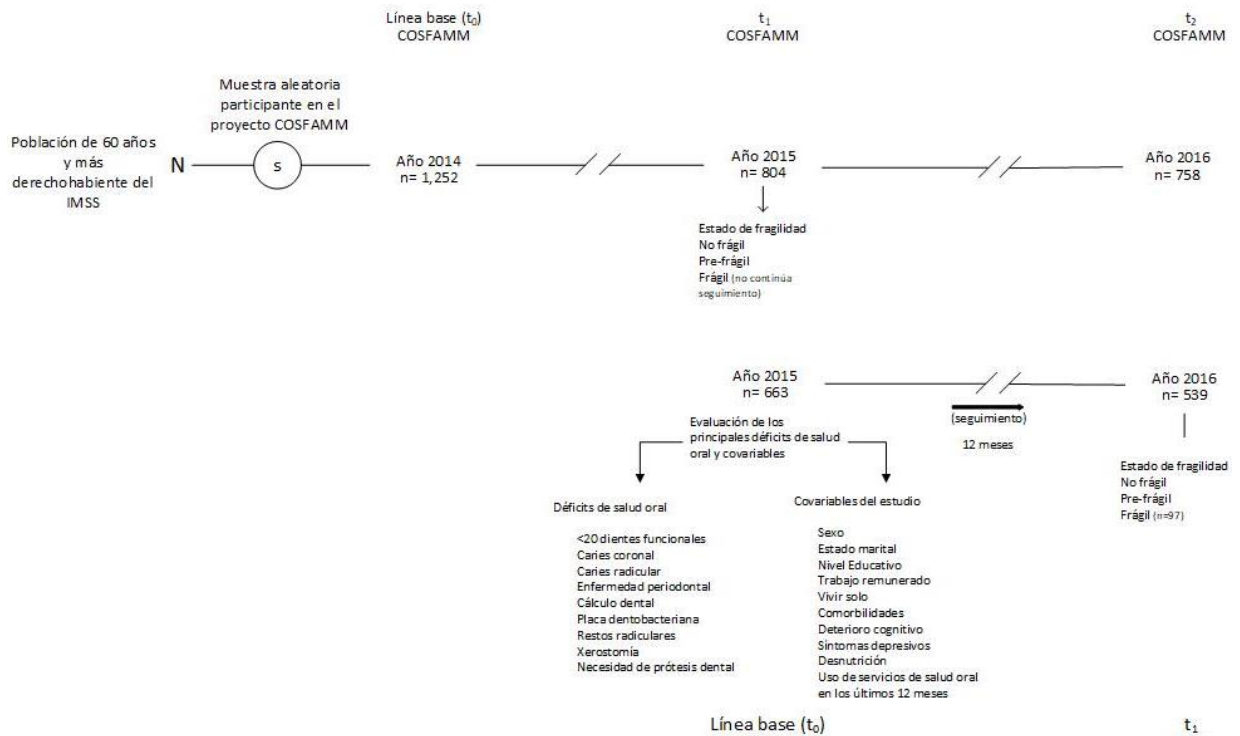 Línea base (t₀)
COSFAMM
t₁
COSFAMM
t₂
COSFAMM
Muestra aleatoria
participante en el
proyecto COSFAMM
Población de 60 años
y más
derechohabiente del
IMSS
N
s
Año 2014
n= 1,252
Año 2015
n= 804
Año 2016
n= 758
Estado de fragilidad
No frágil
Pre-frágil
Frágil (no continúa
seguimiento)
Año 2015
n= 663
Año 2016
n= 539
(seguimiento)
12 meses
Evaluación de los
principales déficits de salud
oral y covariables
Estado de fragilidad
No frágil
Pre-frágil
Frágil (n=97)
Déficits de salud oral
<20 dientes funcionales
Caries coronal
Caries radicular
Enfermedad periodontal
Cálculo dental
Placa dentobacteriana
Restos radiculares
Xerostomía
Necesidad de prótesis dental
Covariables del estudio
Sexo
Estado marital
Nivel Educativo
Trabajo remunerado
Vivir solo
Comorbilidades
Deterioro cognitivo
Síntomas depresivos
Desnutrición
Uso de servicios de salud oral
en los últimos 12 meses
Línea base (t₀)
t₁